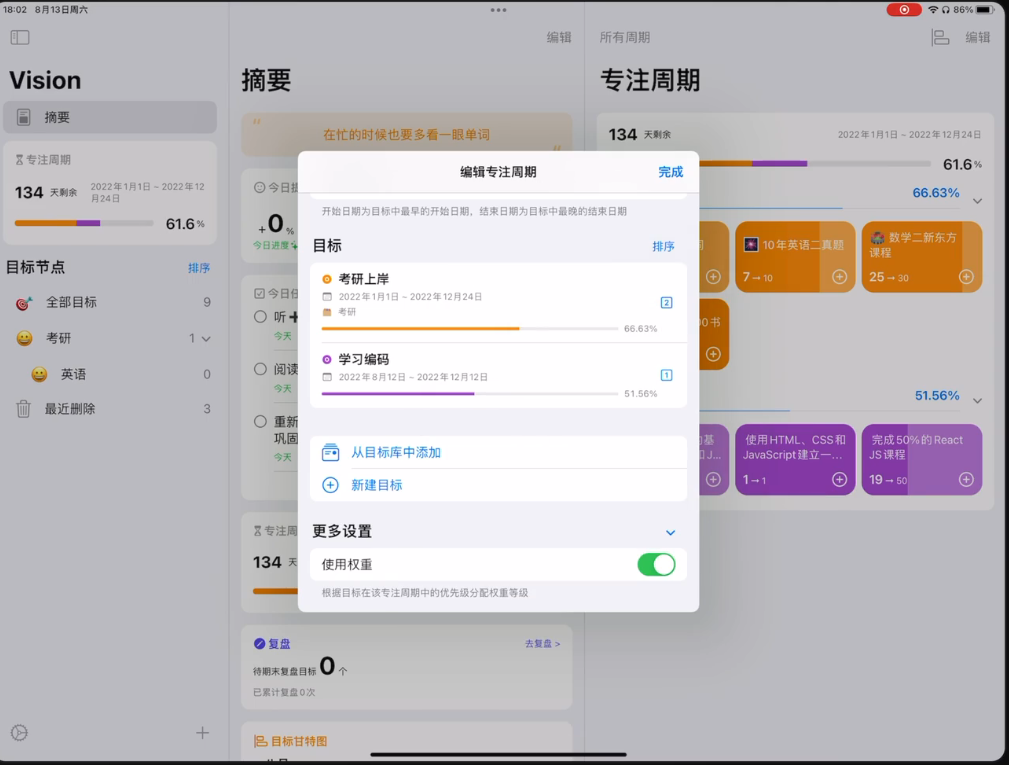 18:02 8月13日周六
86%
Vision
摘要
专注周期
134 天剩余
2022年1月1日 ~ 2022年12月24日
61.6%
目标节点
排序
全部目标 9
考研 1
英语 0
最近删除 3
编辑
摘要
在忙的时候也要多看一眼单词
+0%
今日进度
今天
阅读
今天
重新
巩固
今天
134
复盘
去复盘 >
待期末复盘目标 0 个
已累计复盘0次
目标甘特图
编辑专注周期
完成
开始日期为目标中最早的开始日期，结束日期为目标中最晚的结束日期
目标
排序
考研上岸
2022年1月1日 ~ 2022年12月24日
考研
2
66.63%
学习编码
2022年8月12日 ~ 2022年12月12日
1
51.56%
从目标库中添加
新建目标
更多设置
使用权重
根据目标在该专注周期中的优先级分配权重等级
所有周期
编辑
专注周期
134 天剩余
2022年1月1日 ~ 2022年12月24日
61.6%
66.63%
10年英语二真题
7→10
数学二新东方
课程
25→30
51.56%
使用HTML、CSS和
JavaScript建立一...
1→1
完成50%的React
JS课程
19→50